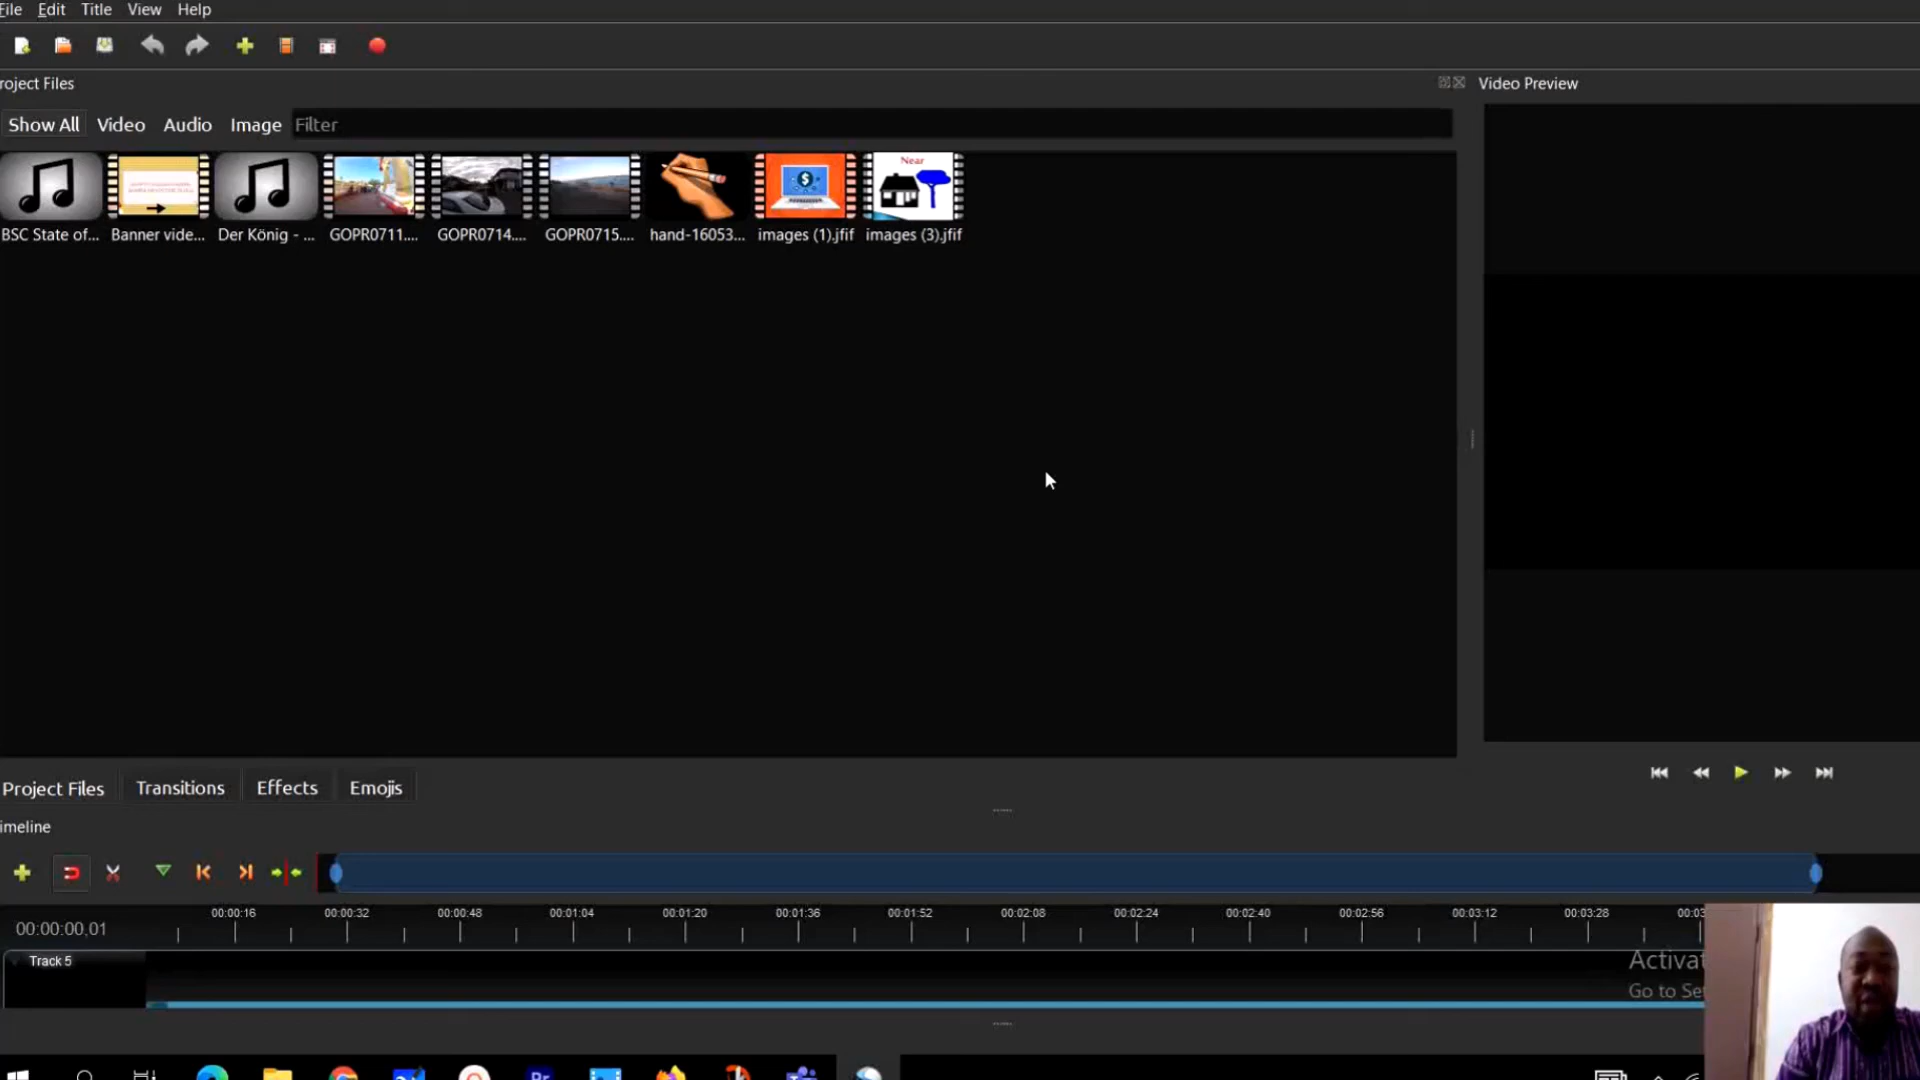 File Edit Title View Help
roject Files
Video Preview
Show All Video Audio Image Filter
Near
BSC State of... Banner vide... Der König - ... GOPR0711.... GOPR0714.... GOPR0715.... hand-16053... images (1).jfif images (3).jfif
Project Files Transitions Effects Emojis
imeline
00:00:16 00:00:32 00:00:48 00:01:04 00:01:20 00:01:36 00:01:52 00:02:08 00:02:24 00:02:40 00:02:56 00:03:12 00:03:28 00:03
00:00:00,01
Track 5
Activat
Go to Se
Pr